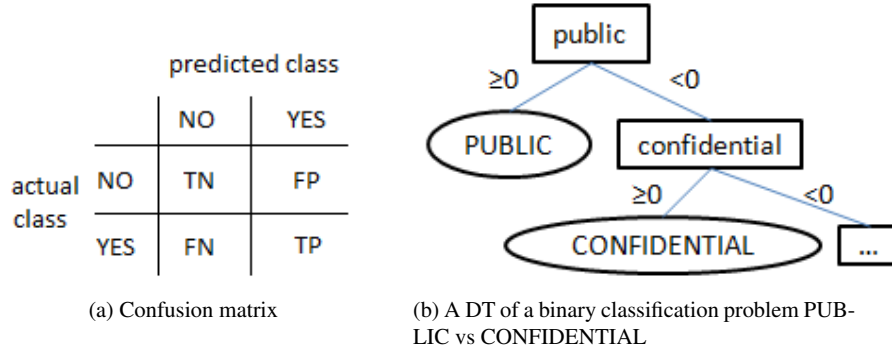 predicted class
NO YES
actual class
NO TN FP
YES FN TP
(a) Confusion matrix
public
≥0 <0
PUBLIC confidential
≥0 <0
CONFIDENTIAL ...
(b) A DT of a binary classification problem PUB-
LIC vs CONFIDENTIAL